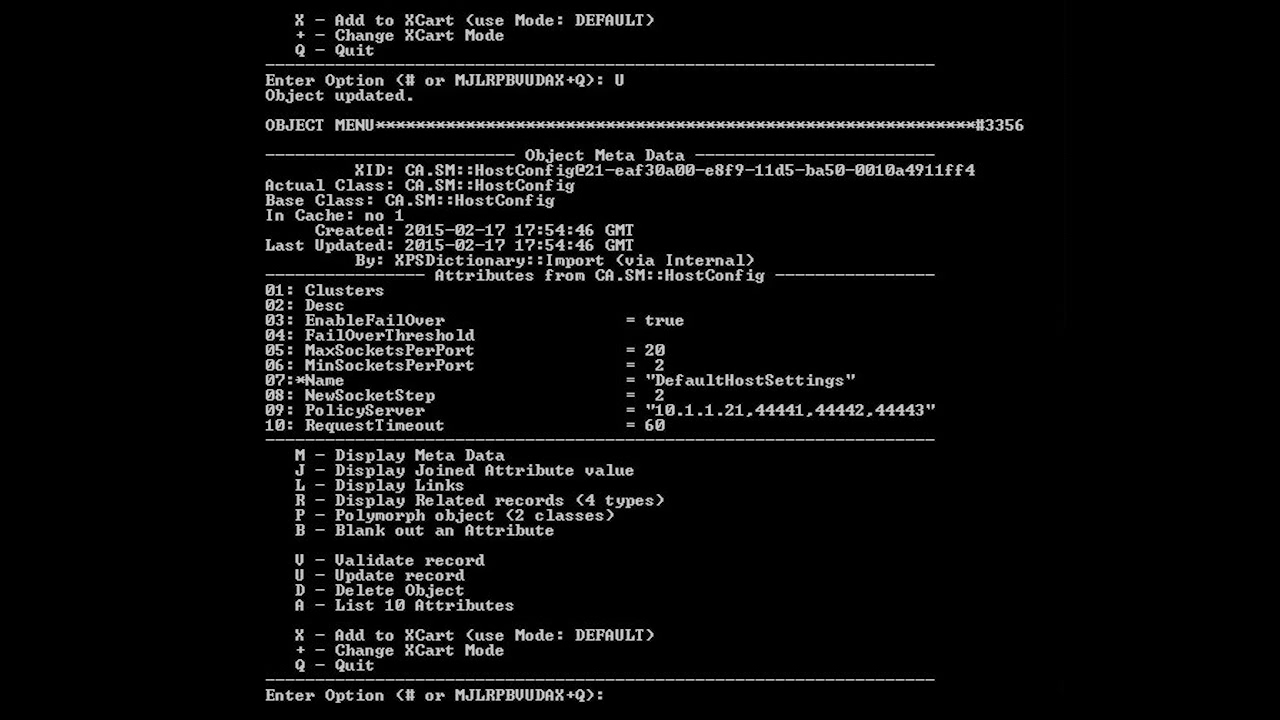 X - Add to XCart (use Mode: DEFAULT)
+ - Change XCart Mode
Q - Quit
-------------------------------------------------------------------
Enter Option (# or MJLRPBVUDAX+Q): U
Object updated.
OBJECT MENU************************************************************#3356
------------------------- Object Meta Data ------------------------
XID: CA.SM::HostConfig@21-eaf30a00-e8f9-11d5-ba50-0010a4911ff4
Actual Class: CA.SM::HostConfig
Base Class: CA.SM::HostConfig
In Cache: no 1
Created: 2015-02-17 17:54:46 GMT
Last Updated: 2015-02-17 17:54:46 GMT
By: XPSDictionary::Import (via Internal)
---------------- Attributes from CA.SM::HostConfig ----------------
01: Clusters
02: Desc
03: EnableFailOver = true
04: FailOverThreshold
05: MaxSocketsPerPort = 20
06: MinSocketsPerPort = 2
07:*Name = "DefaultHostSettings"
08: NewSocketStep = 2
09: PolicyServer = "10.1.1.21,44441,44442,44443"
10: RequestTimeout = 60
-------------------------------------------------------------------
M - Display Meta Data
J - Display Joined Attribute value
L - Display Links
R - Display Related records (4 types)
P - Polymorph object (2 classes)
B - Blank out an Attribute
V - Validate record
U - Update record
D - Delete Object
A - List 10 Attributes
X - Add to XCart (use Mode: DEFAULT)
+ - Change XCart Mode
Q - Quit
-------------------------------------------------------------------
Enter Option (# or MJLRPBVUDAX+Q):